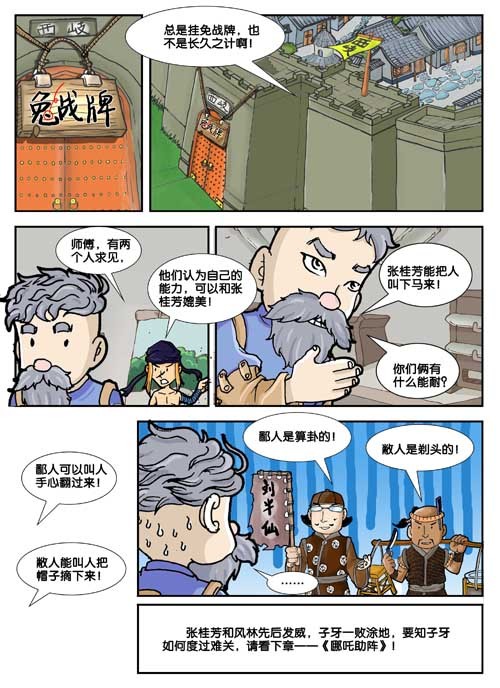 西岐
免战牌
总是挂免战牌，也
不是长久之计啊！
西岐
西岐
免战牌
师傅，有两
个人求见，
他们认为自己的
能力，可以和张
桂芳媲美！
张桂芳能把人
叫下马来！
你们俩有
什么能耐？
鄙人是算卦的！
敝人是剃头的！
鄙人可以叫人
手心翻过来！
敝人能叫人把
帽子摘下来！
刘半仙
……
张桂芳和风林先后发威，子牙一败涂地，要知子牙
如何度过难关，请看下章——《哪吒助阵》！